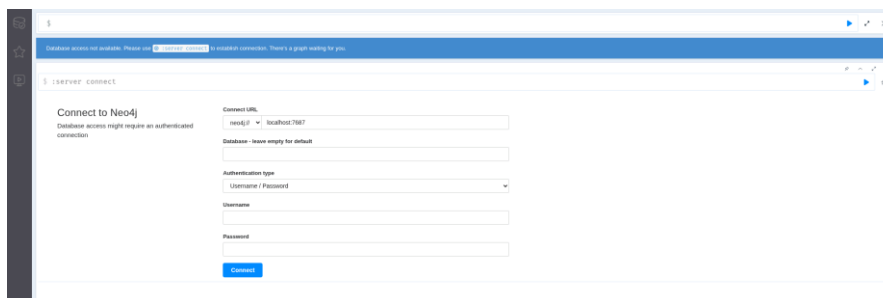 $
Database access not available. Please use :server connect to establish connection. There's a graph waiting for you.
$ :server connect
Connect to Neo4j
Database access might require an authenticated
connection
Connect URL
neo4j:// localhost:7687
Database - leave empty for default
Authentication type
Username / Password
Username
Password
Connect